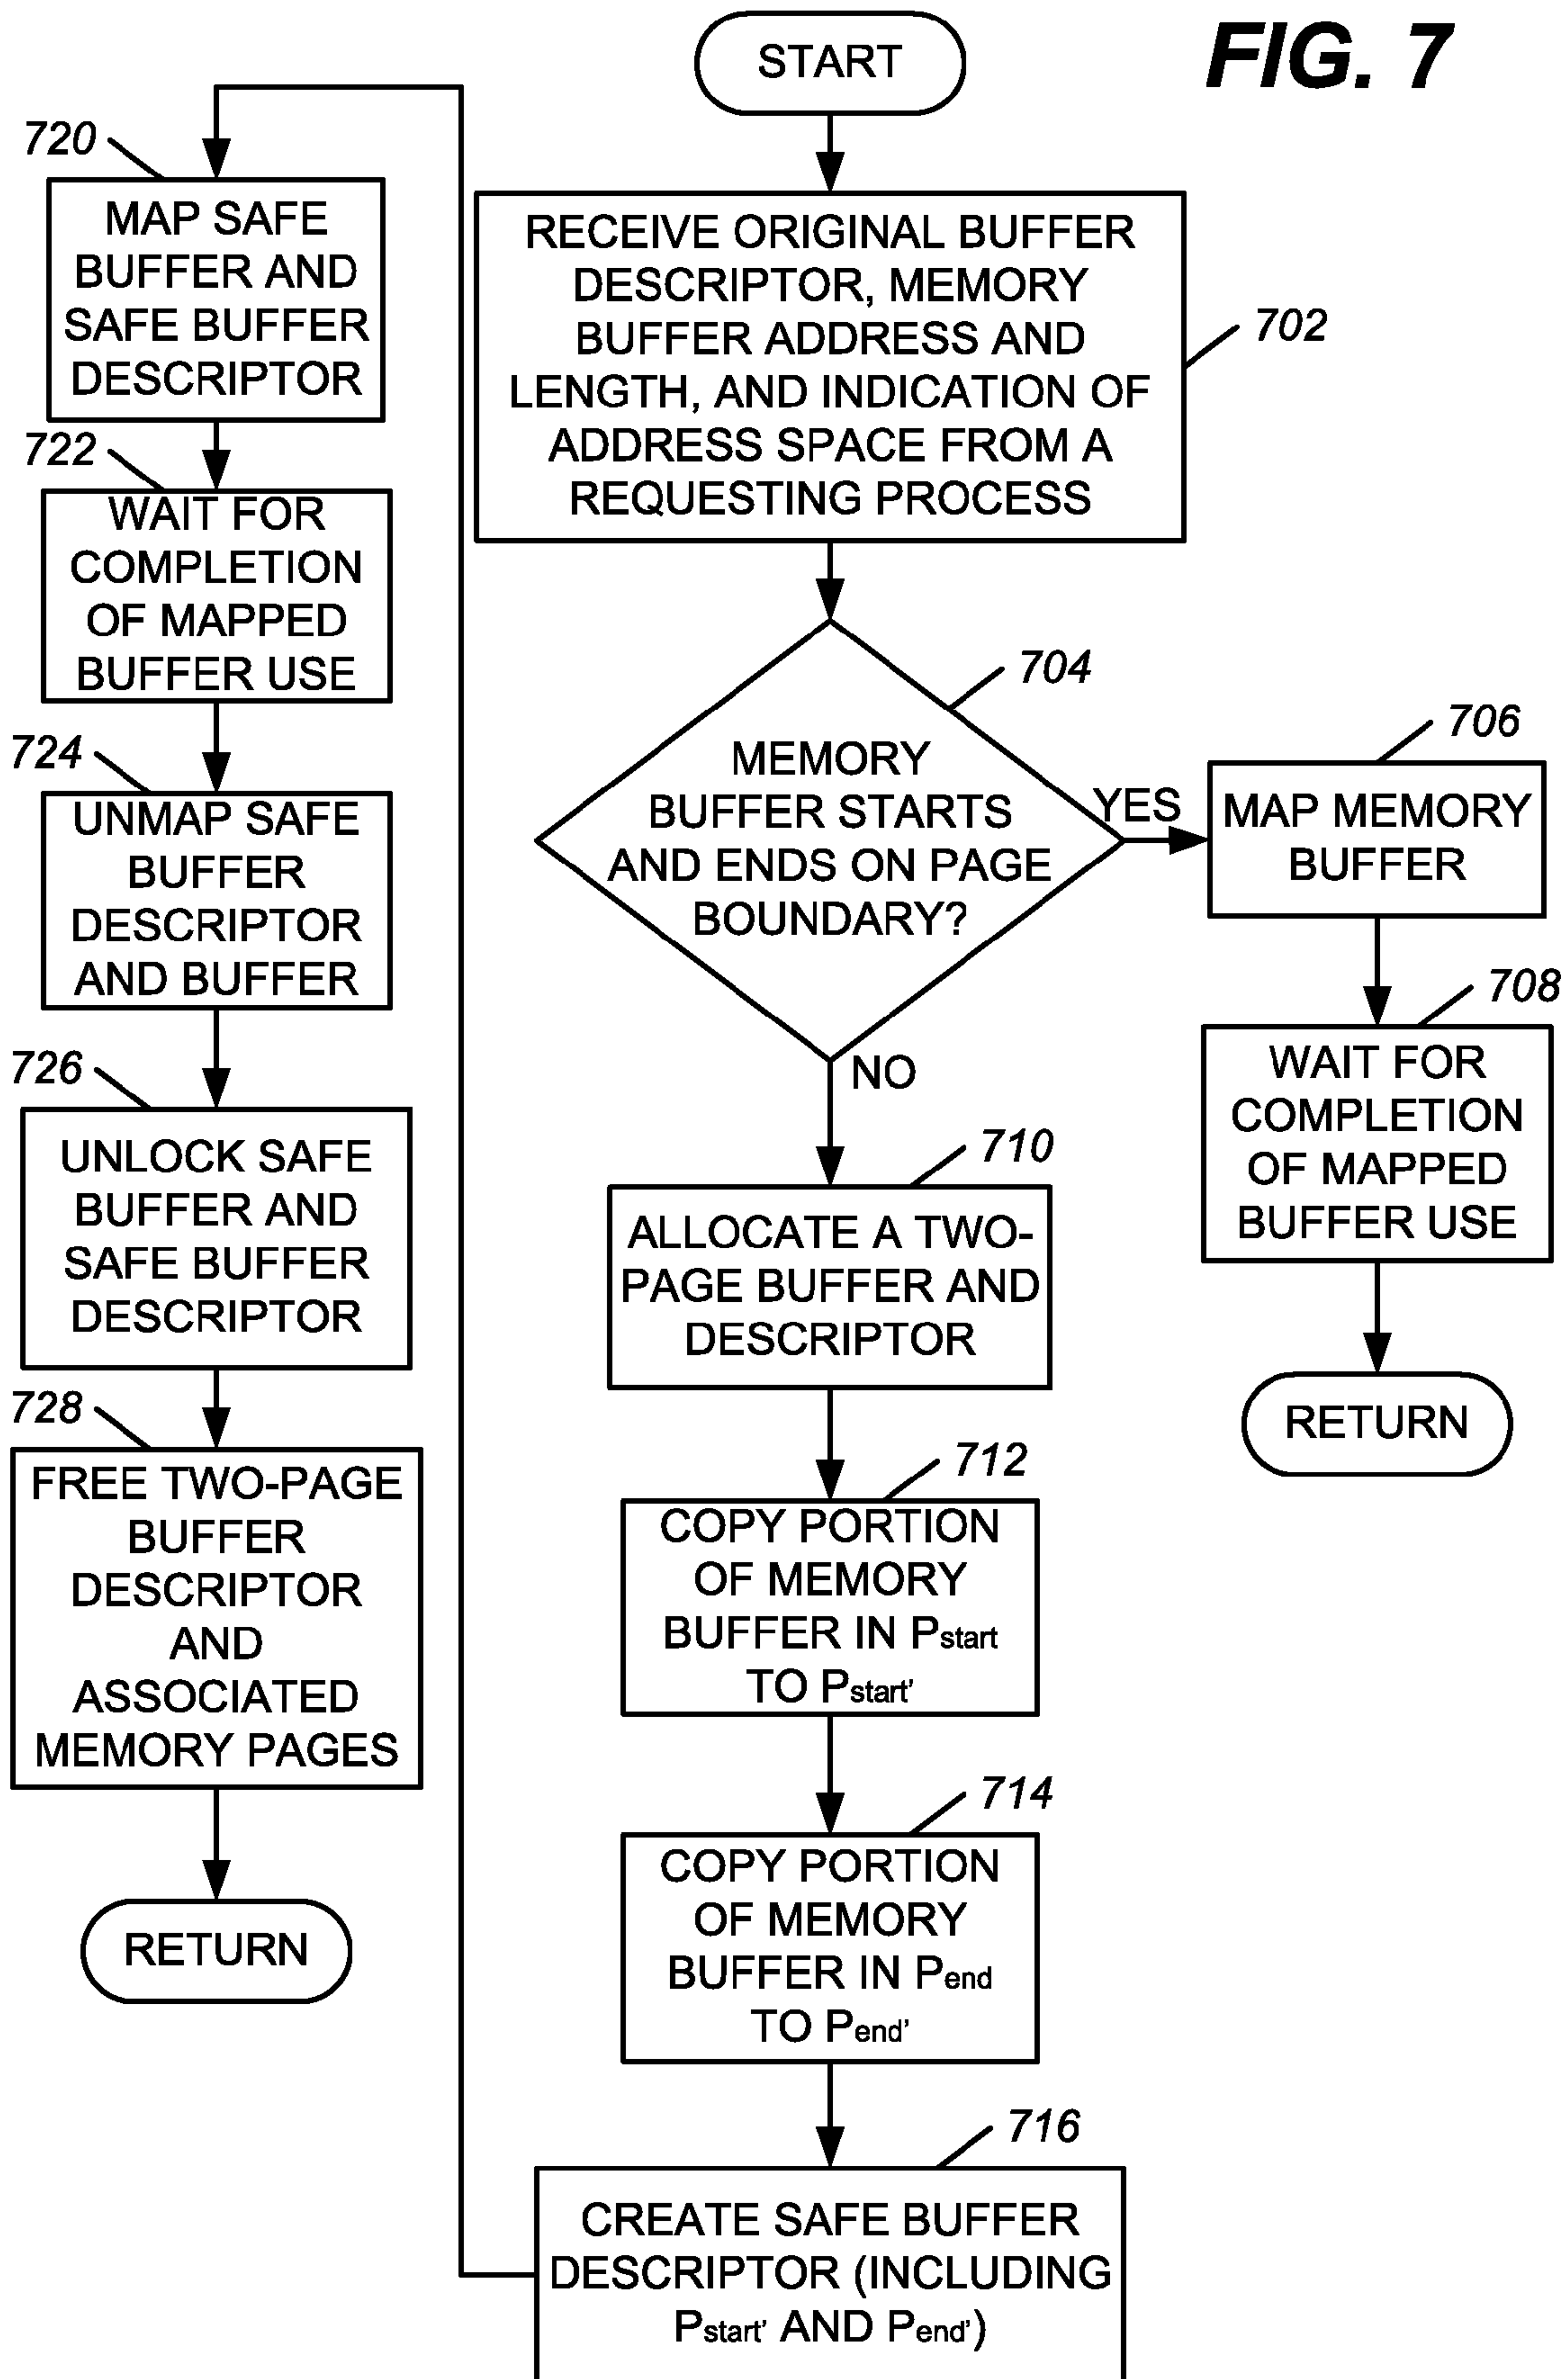 FIG. 7
START
702
RECEIVE ORIGINAL BUFFER
DESCRIPTOR, MEMORY
BUFFER ADDRESS AND
LENGTH, AND INDICATION OF
ADDRESS SPACE FROM A
REQUESTING PROCESS
704
MEMORY
BUFFER STARTS
AND ENDS ON PAGE
BOUNDARY?
YES
706
MAP MEMORY
BUFFER
708
WAIT FOR
COMPLETION
OF MAPPED
BUFFER USE
RETURN
NO
710
ALLOCATE A TWO-
PAGE BUFFER AND
DESCRIPTOR
712
COPY PORTION
OF MEMORY
BUFFER IN Pstart
TO Pstart'
714
COPY PORTION
OF MEMORY
BUFFER IN Pend
TO Pend'
716
CREATE SAFE BUFFER
DESCRIPTOR (INCLUDING
Pstart' AND Pend')
720
MAP SAFE
BUFFER AND
SAFE BUFFER
DESCRIPTOR
722
WAIT FOR
COMPLETION
OF MAPPED
BUFFER USE
724
UNMAP SAFE
BUFFER
DESCRIPTOR
AND BUFFER
726
UNLOCK SAFE
BUFFER AND
SAFE BUFFER
DESCRIPTOR
728
FREE TWO-PAGE
BUFFER
DESCRIPTOR
AND
ASSOCIATED
MEMORY PAGES
RETURN